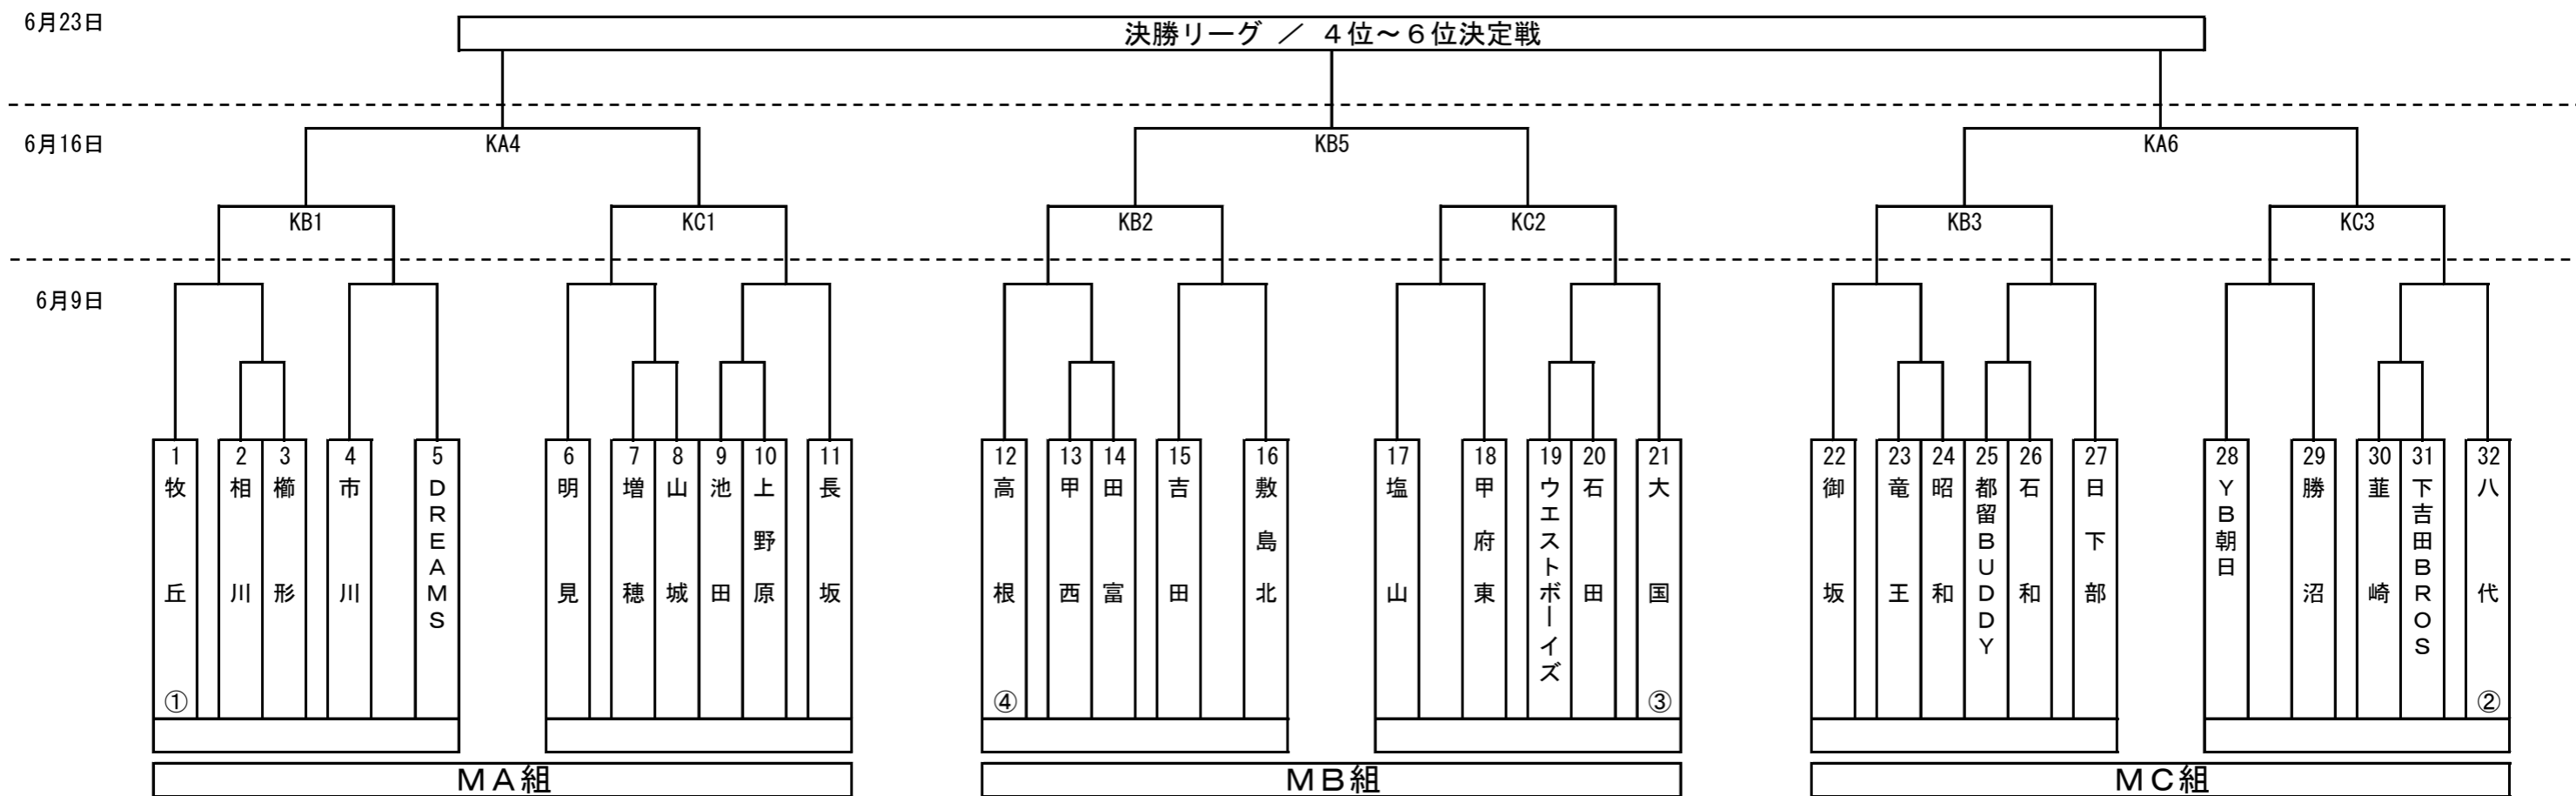 6月23日
決勝リーグ ／ 4位～6位決定戦
6月16日
KA4
KB5
KA6
KB1
KC1
KB2
KC2
KB3
KC3
6月9日
1 牧丘 ①
2 相川
3 櫛形
4 市川
5 DREAMS
6 明見
7 増穂
8 山城
9 池田
10 上野原
11 長坂
12 高根 ④
13 甲西
14 田富
15 吉田
16 敷島北
17 塩山
18 甲府東
19 ウエストボーイズ
20 石田
21 大国 ③
22 御坂
23 竜王
24 昭和
25 都留BUDDY
26 石和
27 日下部
28 YB朝日
29 勝沼
30 韮崎
31 下吉田BROS
32 八代 ②
MA組
MB組
MC組